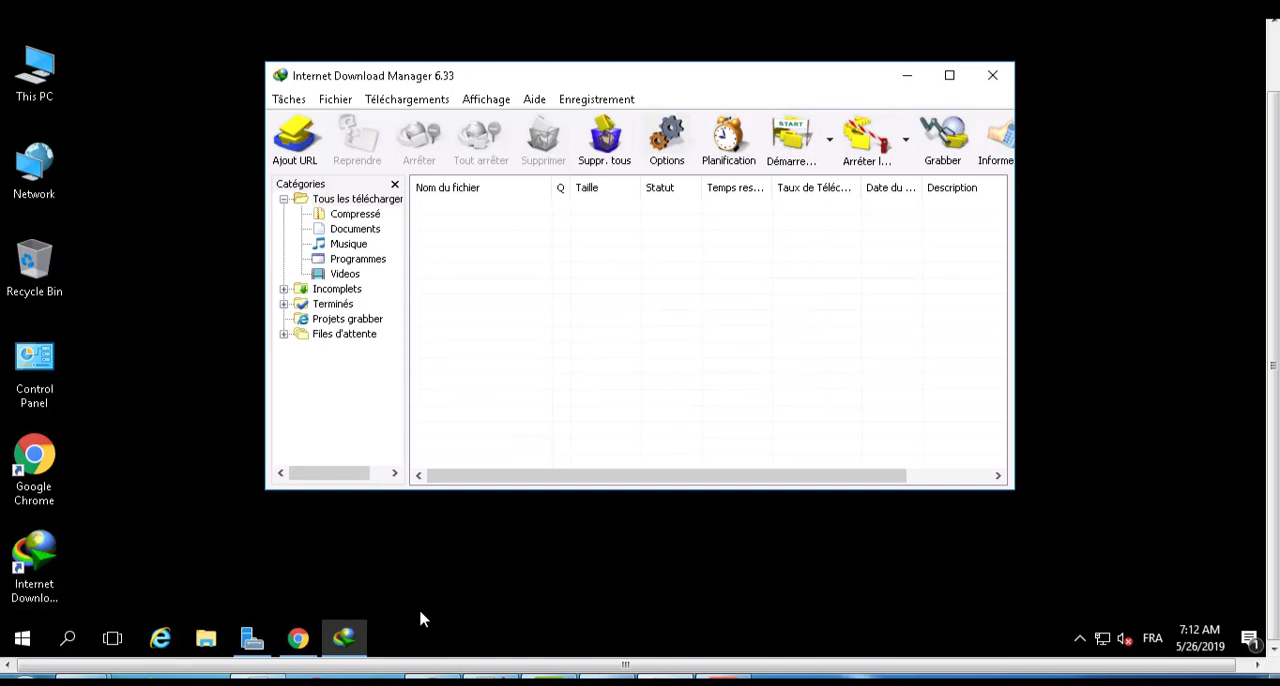 This PC
Network
Recycle Bin
Control
Panel
Google
Chrome
Internet
Downlo...
Internet Download Manager 6.33
Tâches Fichier Téléchargements Affichage Aide Enregistrement
START
Ajout URL Reprendre Arrêter Tout arrêter Supprimer Suppr. tous Options Planification Démarre... Arrêter l... Grabber Informe
Catégories
Tous les télécharger
Compressé
Documents
Musique
Programmes
Videos
Incomplets
Terminés
Projets grabber
Files d'attente
Nom du fichier Q Taille Statut Temps res... Taux de Téléc... Date du ... Description
FRA
7:12 AM
5/26/2019
1